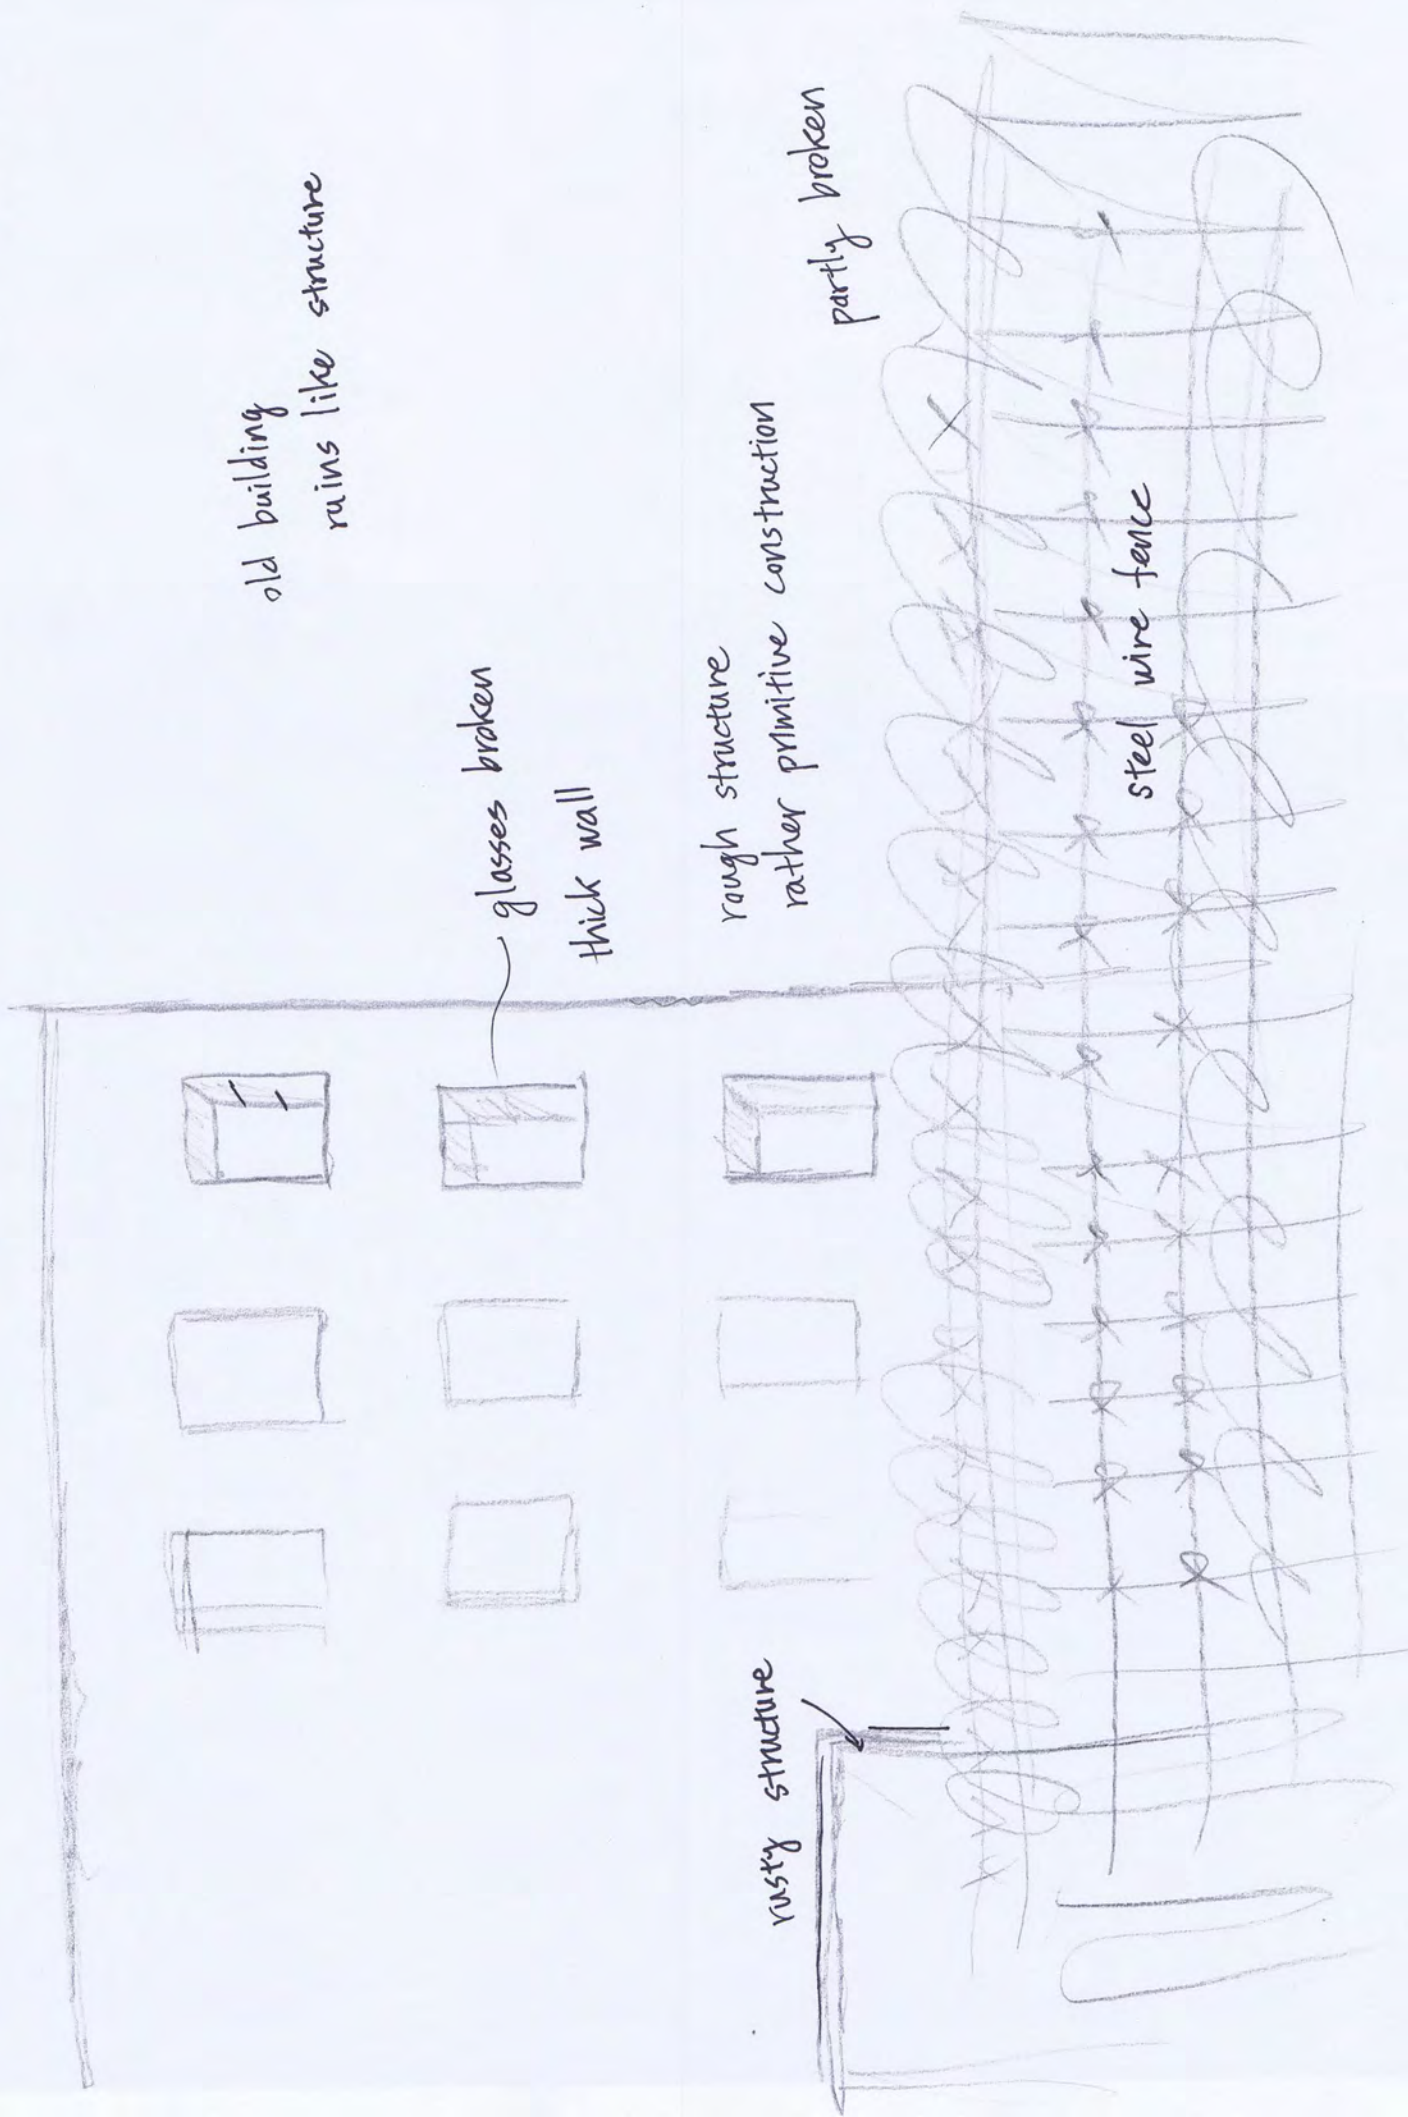 old building
ruins like structure
glasses broken
thick wall
rough structure
rather primitive construction
partly broken
rusty structure
steel wire fence